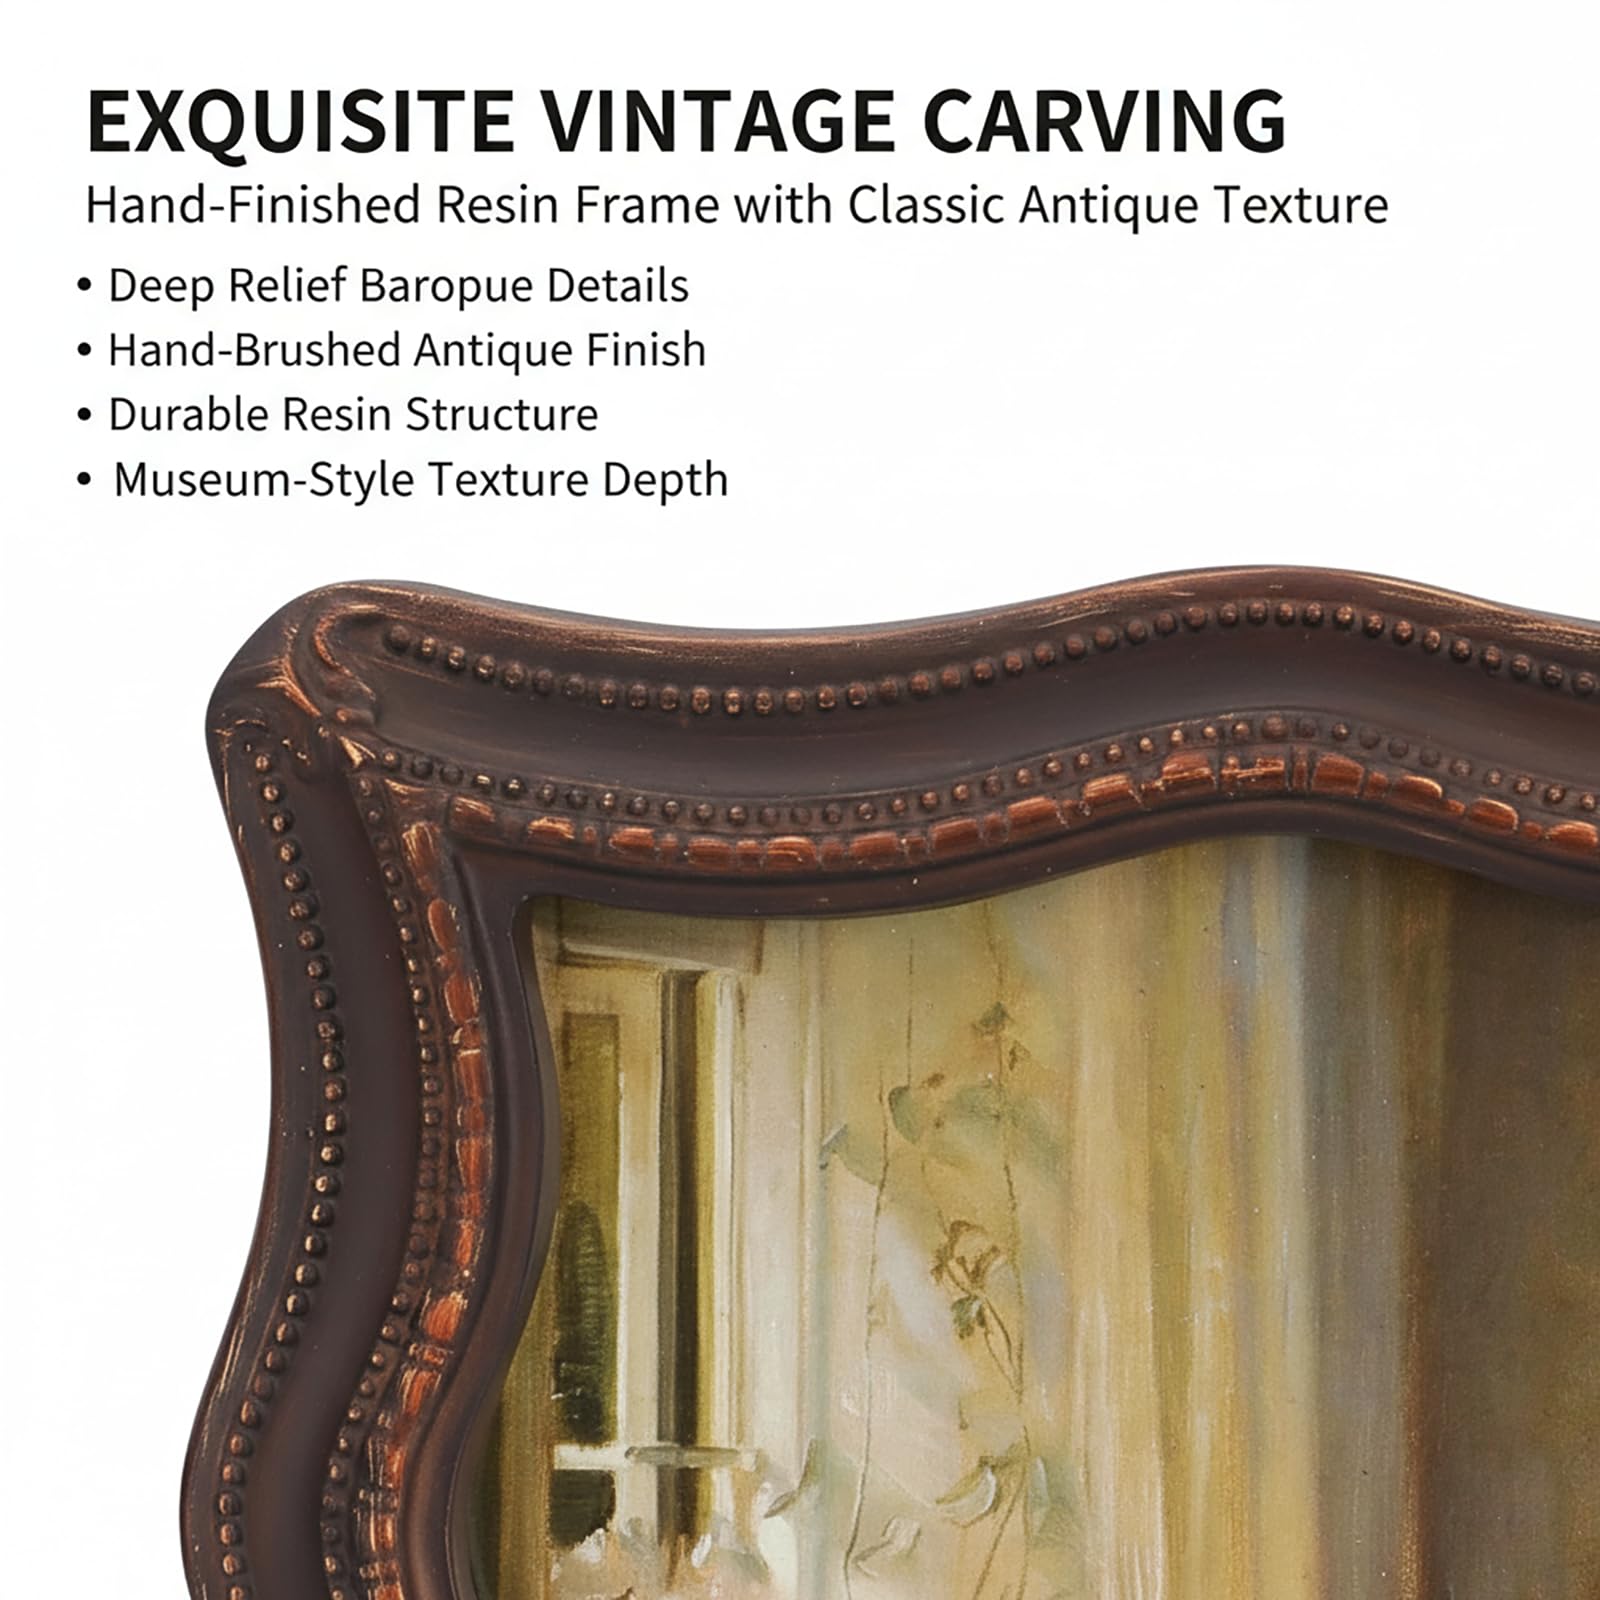 EXQUISITE VINTAGE CARVING
Hand-Finished Resin Frame with Classic Antique Texture
• Deep Relief Baropue Details
• Hand-Brushed Antique Finish
• Durable Resin Structure
• Museum-Style Texture Depth